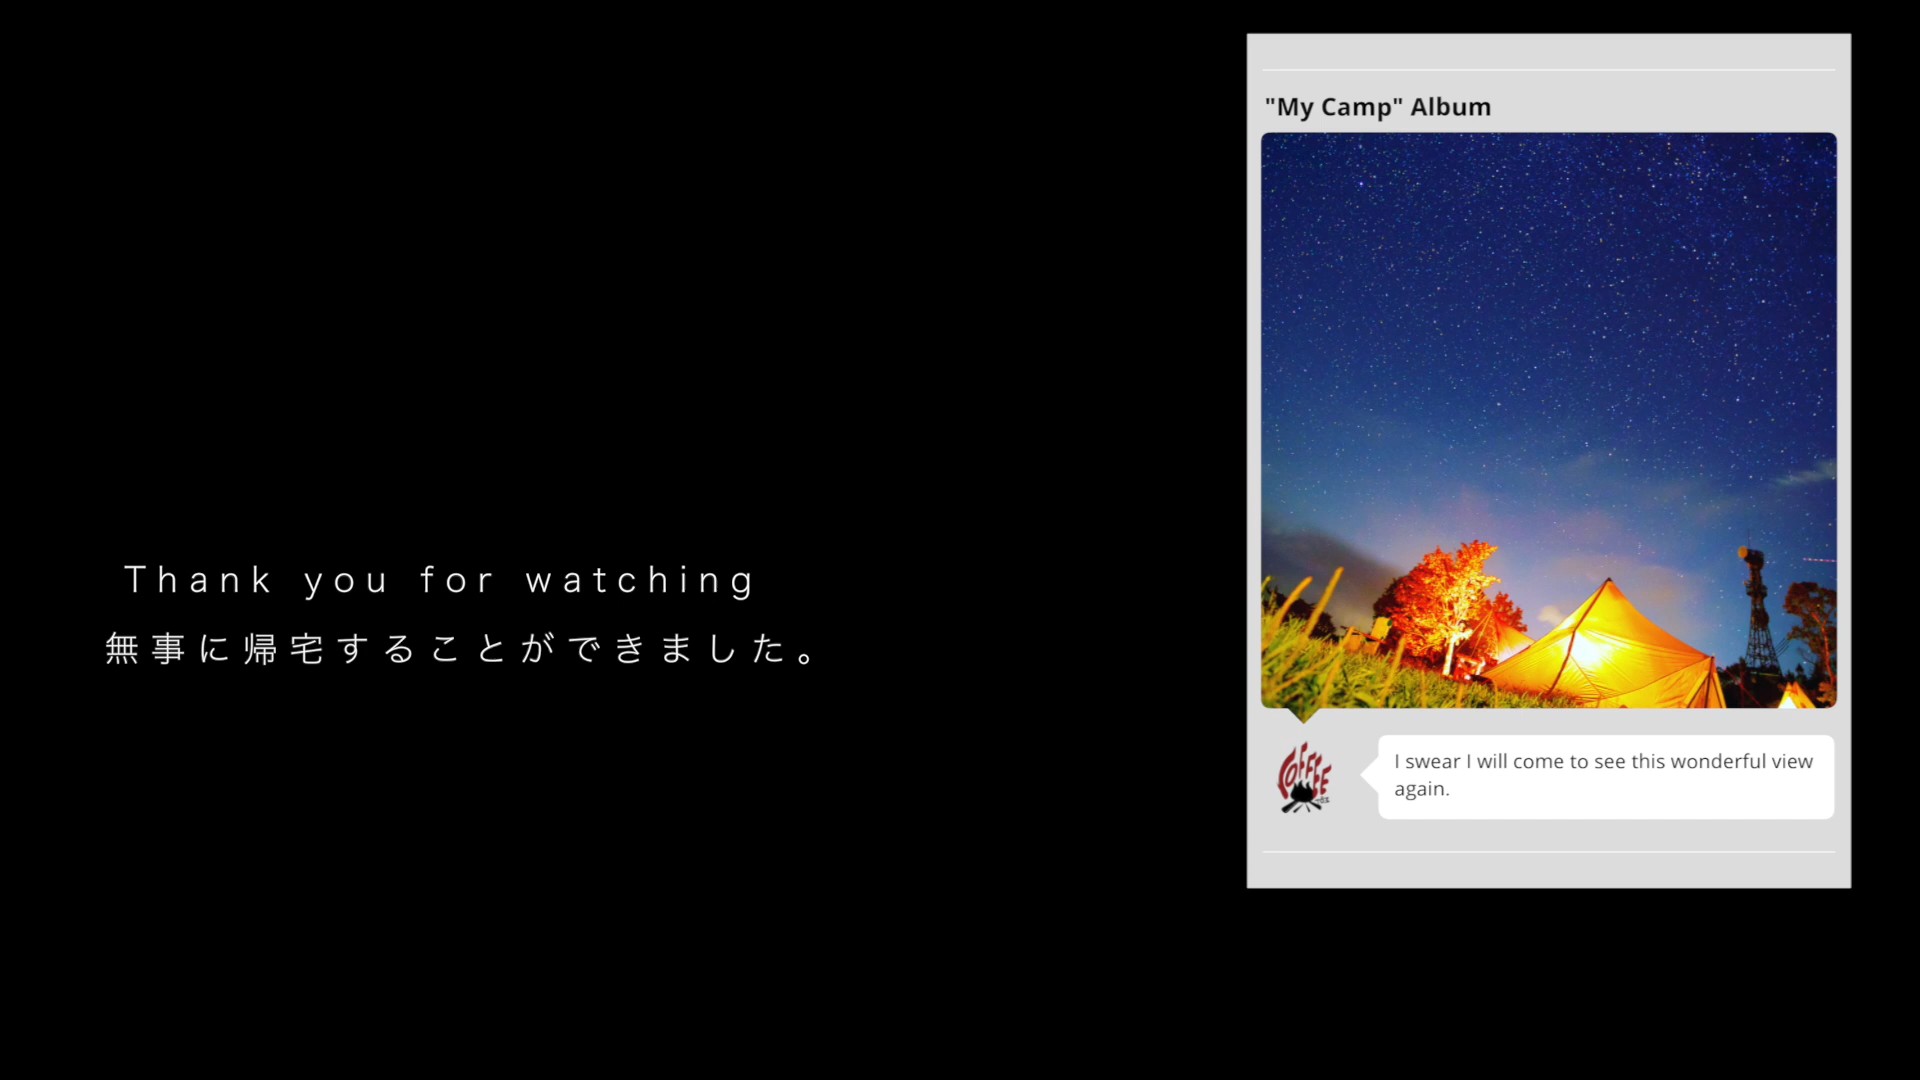 Thank you for watching
無事に帰宅することができました。
"My Camp" Album
COFFEE
I swear I will come to see this wonderful view
again.